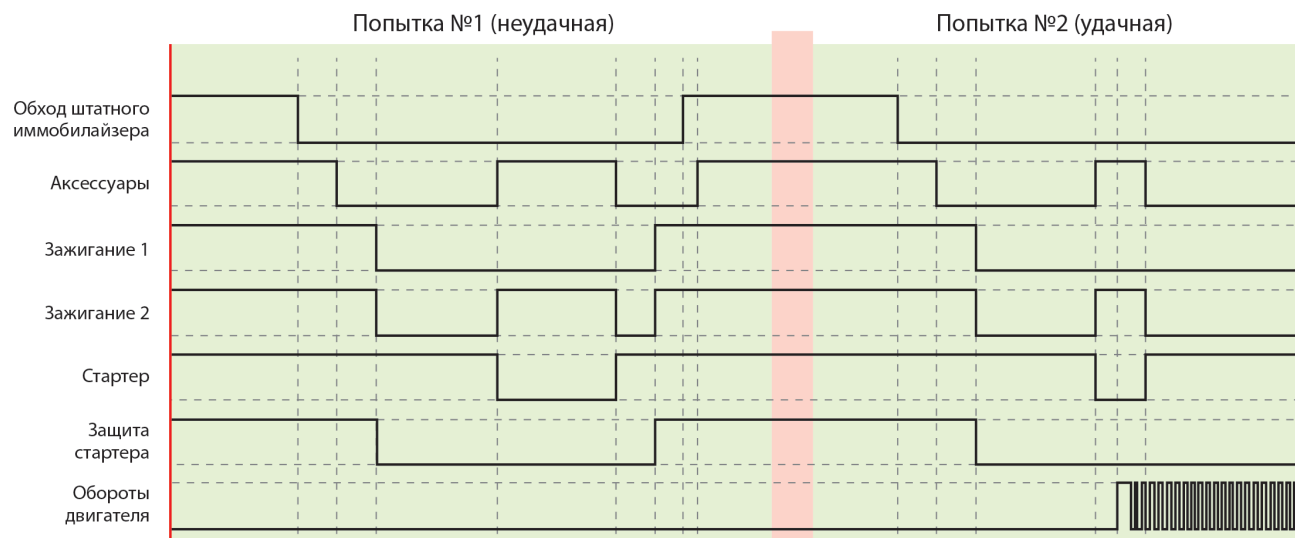 Попытка №1 (неудачная)
Попытка №2 (удачная)
Обход штатного
иммобилайзера
Аксессуары
Зажигание 1
Зажигание 2
Стартер
Защита
стартера
Обороты
двигателя